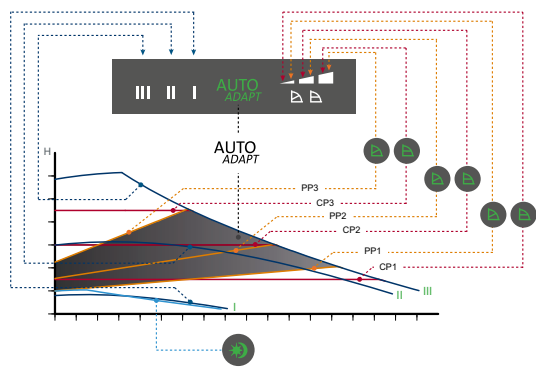 III II I AUTO
ADAPT
AUTO
ADAPT
H
PP3
CP3
PP2
CP2
PP1
CP1
III
II
I